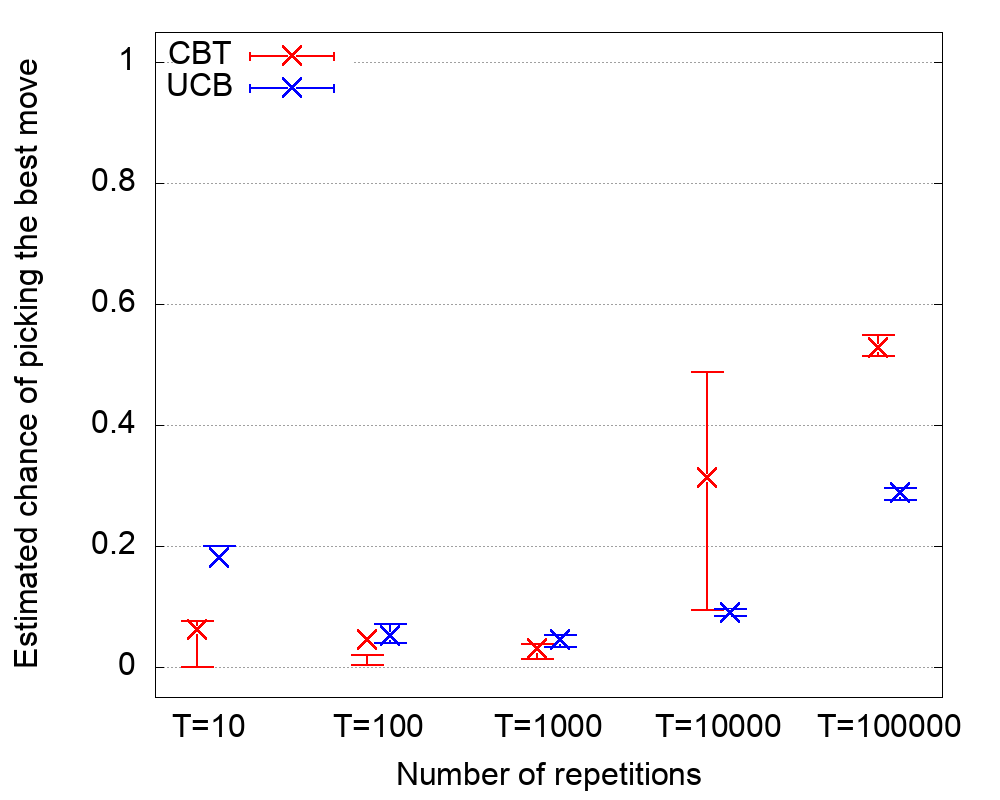 Estimated chance of picking the best move
CBT
UCB
1
0.8
0.6
0.4
0.2
0
T=10 T=100 T=1000 T=10000 T=100000
Number of repetitions